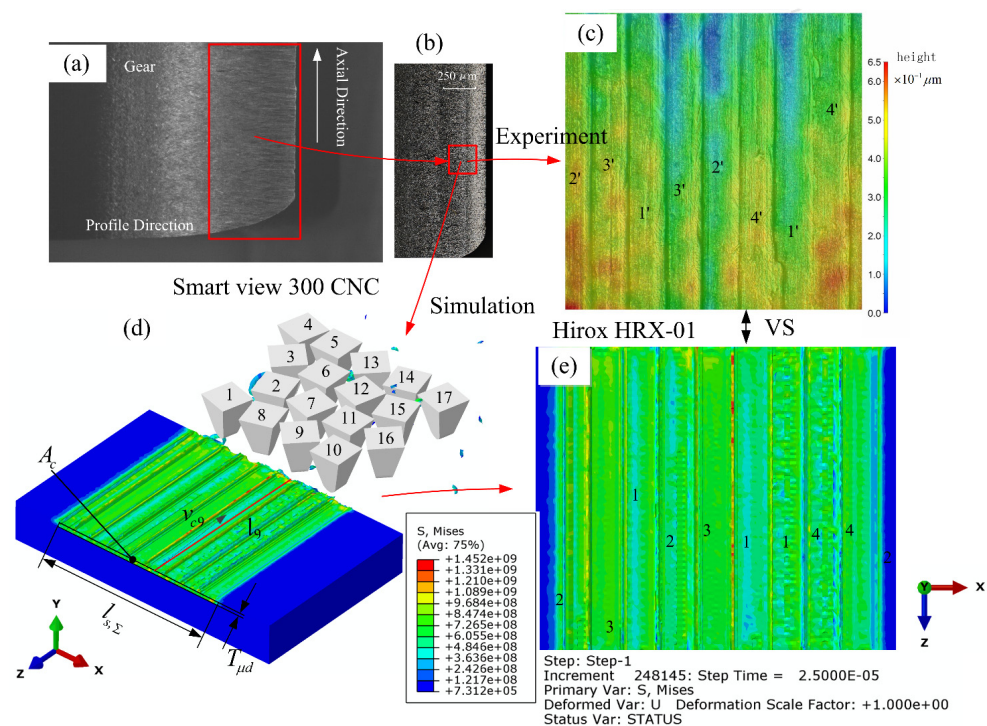 (a)
Gear
Axial Direction
Profile Direction
(b)
250 μm
Experiment
(c)
height
×10⁻¹μm
6.5
6.0
5.0
4.0
3.0
2.0
1.0
0.0
4'
2'
3'
2'
3'
1'
4'
1'
Smart view 300 CNC
Simulation
Hirox HRX-01
VS
(d)
4
5
3
13
6
14
2
12
1
17
7
15
8
11
9
16
10
A_c
v_c9
l_9
l_s,Σ
T_μd
Y
Z
X
S, Mises
(Avg: 75%)
+1.452e+09
+1.331e+09
+1.210e+09
+1.089e+09
+9.684e+08
+8.474e+08
+7.265e+08
+6.055e+08
+4.846e+08
+3.636e+08
+2.426e+08
+1.217e+08
+7.312e+05
(e)
1
3
4
4
2
1
1
2
2
3
Y
X
Z
Step: Step-1
Increment 248145: Step Time = 2.5000E-05
Primary Var: S, Mises
Deformed Var: U Deformation Scale Factor: +1.000e+00
Status Var: STATUS